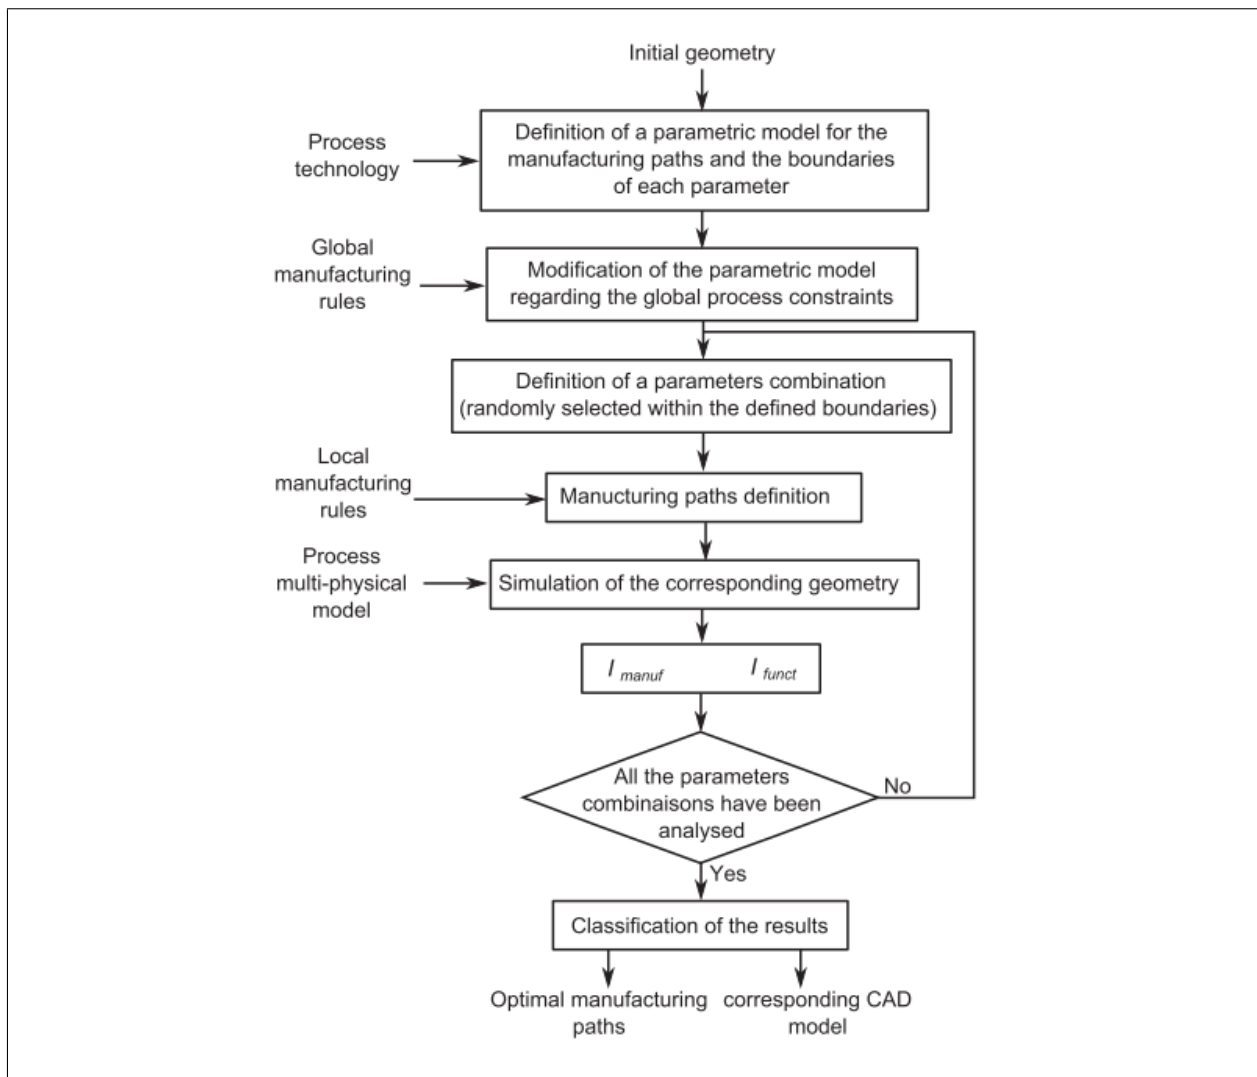 Initial geometry
Process
technology
Definition of a parametric model for the
manufacturing paths and the boundaries
of each parameter
Global
manufacturing
rules
Modification of the parametric model
regarding the global process constraints
Definition of a parameters combination
(randomly selected within the defined boundaries)
Local
manufacturing
rules
Manucturing paths definition
Process
multi-physical
model
Simulation of the corresponding geometry
I manuf I funct
All the parameters
combinaisons have been
analysed
No
Yes
Classification of the results
Optimal manufacturing
paths
corresponding CAD
model